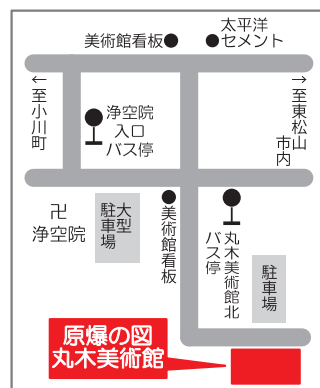 太平洋
セメント
美術館看板
←至小川町
→至東松山
市内
浄空院
入口
バス停
卍
浄空院
大型
駐車場
美術館看板
丸木美術館北
バス停
駐車場
原爆の図
丸木美術館